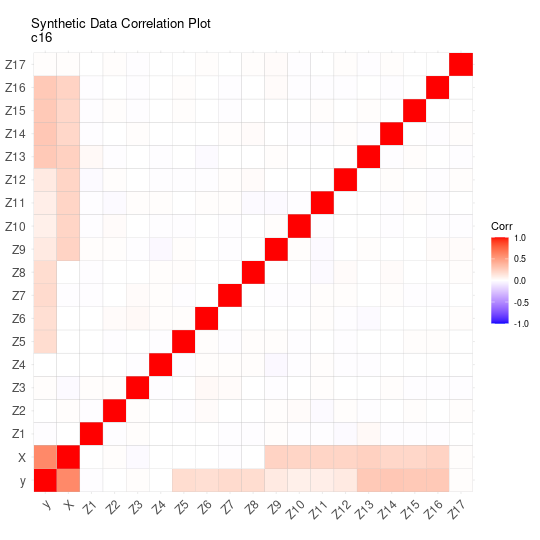 Synthetic Data Correlation Plot
c16
Z17
Z16
Z15
Z14
Z13
Z12
Z11
Z10
Z9
Z8
Z7
Z6
Z5
Z4
Z3
Z2
Z1
X
y
y X Z1 Z2 Z3 Z4 Z5 Z6 Z7 Z8 Z9 Z10 Z11 Z12 Z13 Z14 Z15 Z16 Z17
Corr
1.0
0.5
0.0
-0.5
-1.0